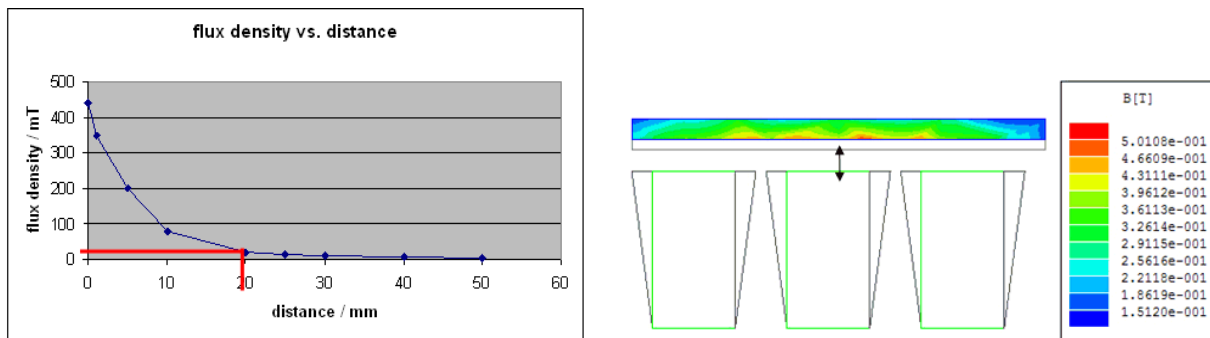 flux density vs. distance
flux density / mT
500
400
300
200
100
0
0 10 20 30 40 50 60
distance / mm
B[T]
5.0108e-001
4.6609e-001
4.3111e-001
3.9612e-001
3.6113e-001
3.2614e-001
2.9115e-001
2.5616e-001
2.2118e-001
1.8619e-001
1.5120e-001